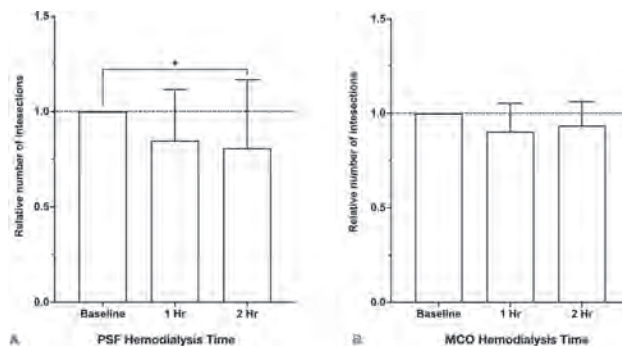 1.5
1.0
0.5
0.0
Relative number of intesections
*
Baseline 1 Hr 2 Hr
A. PSF Hemodialysis Time
1.5
1.0
0.5
0.0
Relative number of intesections
Baseline 1 Hr 2 Hr
B. MCO Hemodialysis Time